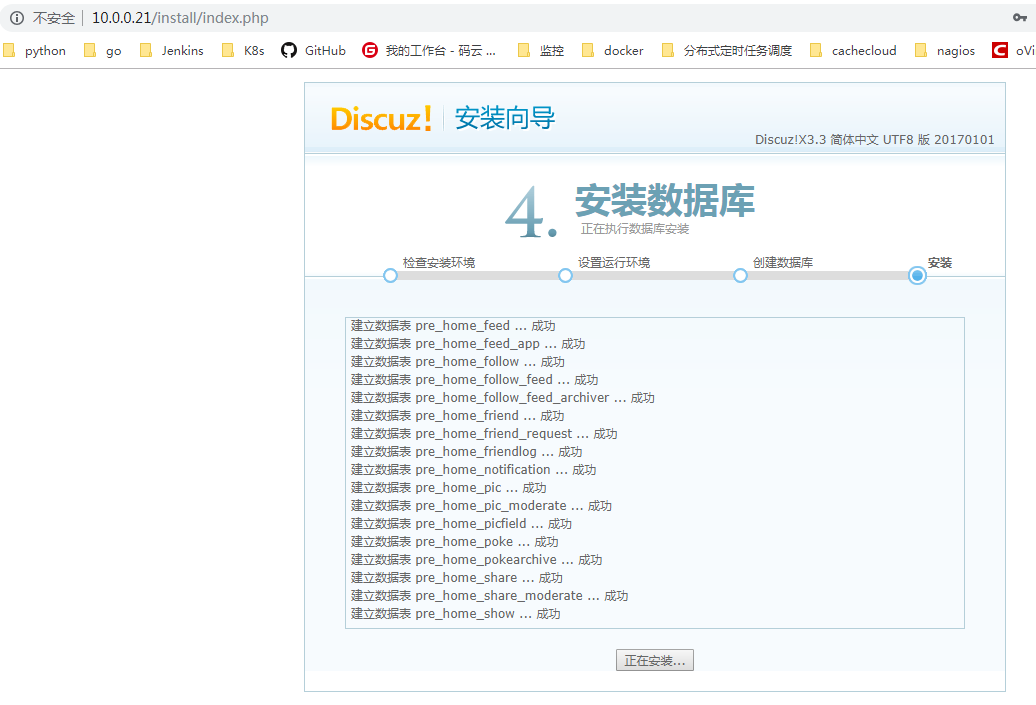 不安全 | 10.0.0.21/install/index.php
python go Jenkins K8s GitHub 我的工作台 - 码云 ... 监控 docker 分布式定时任务调度 cachecloud nagios oVi
Discuz! 安装向导
Discuz!X3.3 简体中文 UTF8 版 20170101
4. 安装数据库
正在执行数据库安装
检查安装环境 设置运行环境 创建数据库 安装
建立数据表 pre_home_feed ... 成功
建立数据表 pre_home_feed_app ... 成功
建立数据表 pre_home_follow ... 成功
建立数据表 pre_home_follow_feed ... 成功
建立数据表 pre_home_follow_feed_archiver ... 成功
建立数据表 pre_home_friend ... 成功
建立数据表 pre_home_friend_request ... 成功
建立数据表 pre_home_friendlog ... 成功
建立数据表 pre_home_notification ... 成功
建立数据表 pre_home_pic ... 成功
建立数据表 pre_home_pic_moderate ... 成功
建立数据表 pre_home_picfield ... 成功
建立数据表 pre_home_poke ... 成功
建立数据表 pre_home_pokearchive ... 成功
建立数据表 pre_home_share ... 成功
建立数据表 pre_home_share_moderate ... 成功
建立数据表 pre_home_show ... 成功
正在安装...